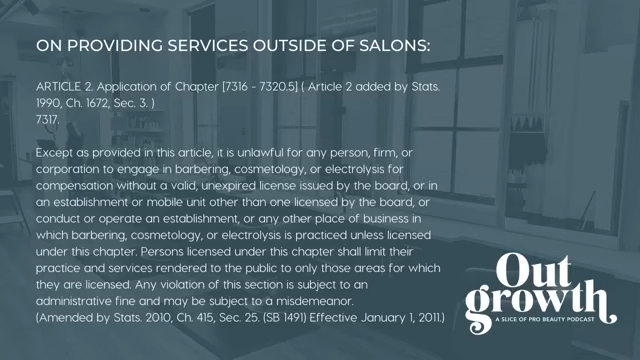 ON PROVIDING SERVICES OUTSIDE OF SALONS:
ARTICLE 2. Application of Chapter [7316 - 7320.5] ( Article 2 added by Stats.
1990, Ch. 1672, Sec. 3. )
7317.
Except as provided in this article, it is unlawful for any person, firm, or
corporation to engage in barbering, cosmetology, or electrolysis for
compensation without a valid, unexpired license issued by the board, or in
an establishment or mobile unit other than one licensed by the board, or
conduct or operate an establishment, or any other place of business in
which barbering, cosmetology, or electrolysis is practiced unless licensed
under this chapter. Persons licensed under this chapter shall limit their
practice and services rendered to the public to only those areas for which
they are licensed. Any violation of this section is subject to an
administrative fine and may be subject to a misdemeanor.
(Amended by Stats. 2010, Ch. 415, Sec. 25. (SB 1491) Effective January 1, 2011.)
Out
growth
A SLICE OF PRO BEAUTY PODCAST